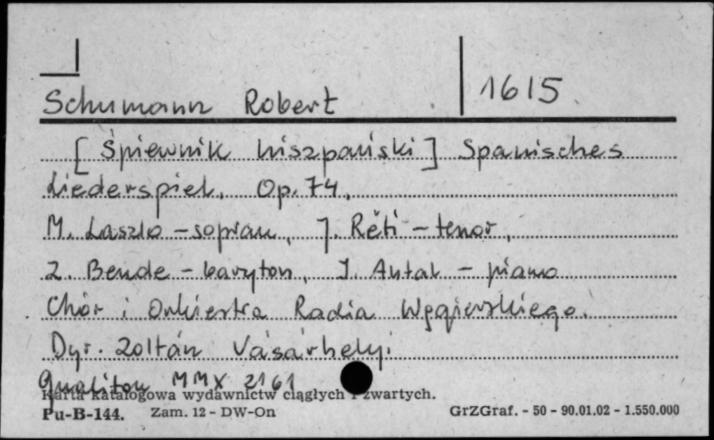 Schumann Robert 1615
[Śpiewnik hiszpański] Spanisches
Liederspiel. Op. 74.
M. Laszlo - sopran, J. Réti - tenor,
Z. Bende - baryton, I. Antal - piano
Chór i Orkiestra Radia Węgierskiego.
Dyr. Zoltán Vásárhelyi
Qualiton MMX 2161
Karta katalogowa wydawnictw ciągłych i zwartych.
Pu-B-144. Zam. 12 - DW-On GrZGraf. - 50 - 90.01.02 - 1.550.000